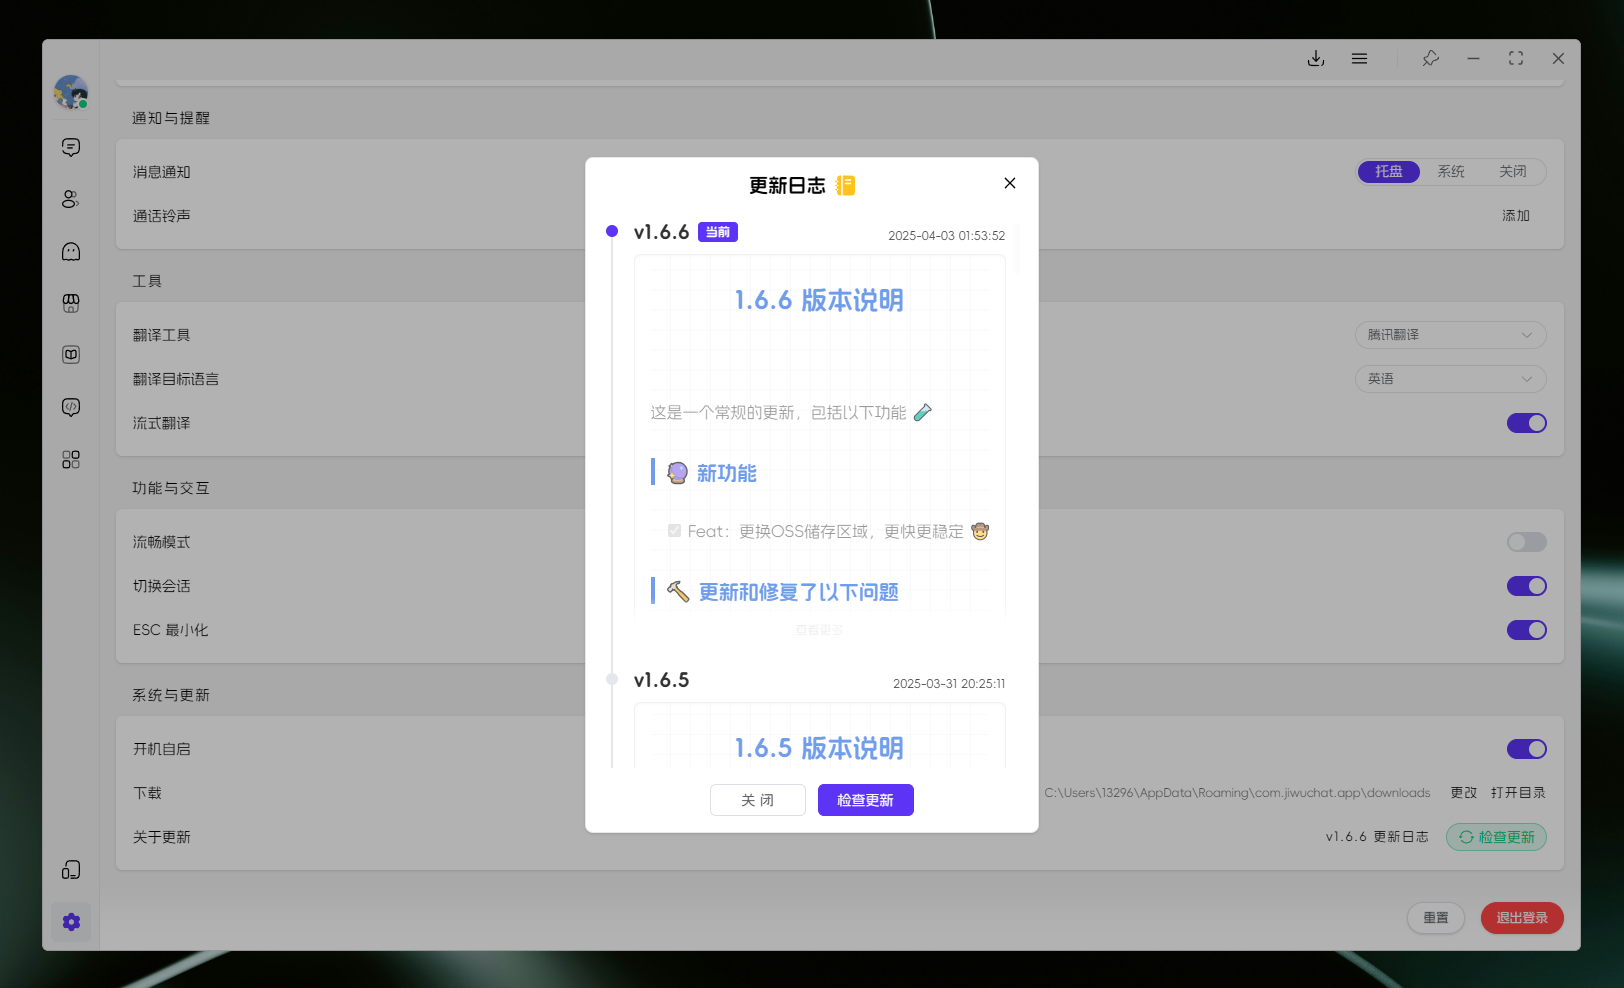 通知与提醒
消息通知
托盘 系统 关闭
通话铃声
添加
工具
翻译工具
腾讯翻译
翻译目标语言
英语
流式翻译
功能与交互
流畅模式
切换会话
ESC 最小化
系统与更新
开机自启
下载
C:\Users\13296\AppData\Roaming\com.jiwuchat.app\downloads 更改 打开目录
关于更新
v1.6.6 更新日志 检查更新
重置 退出登录
更新日志
v1.6.6 当前 2025-04-03 01:53:52
1.6.6 版本说明
这是一个常规的更新，包括以下功能
新功能
Feat：更换OSS储存区域，更快更稳定
更新和修复了以下问题
查看更多
v1.6.5 2025-03-31 20:25:11
1.6.5 版本说明
关闭 检查更新